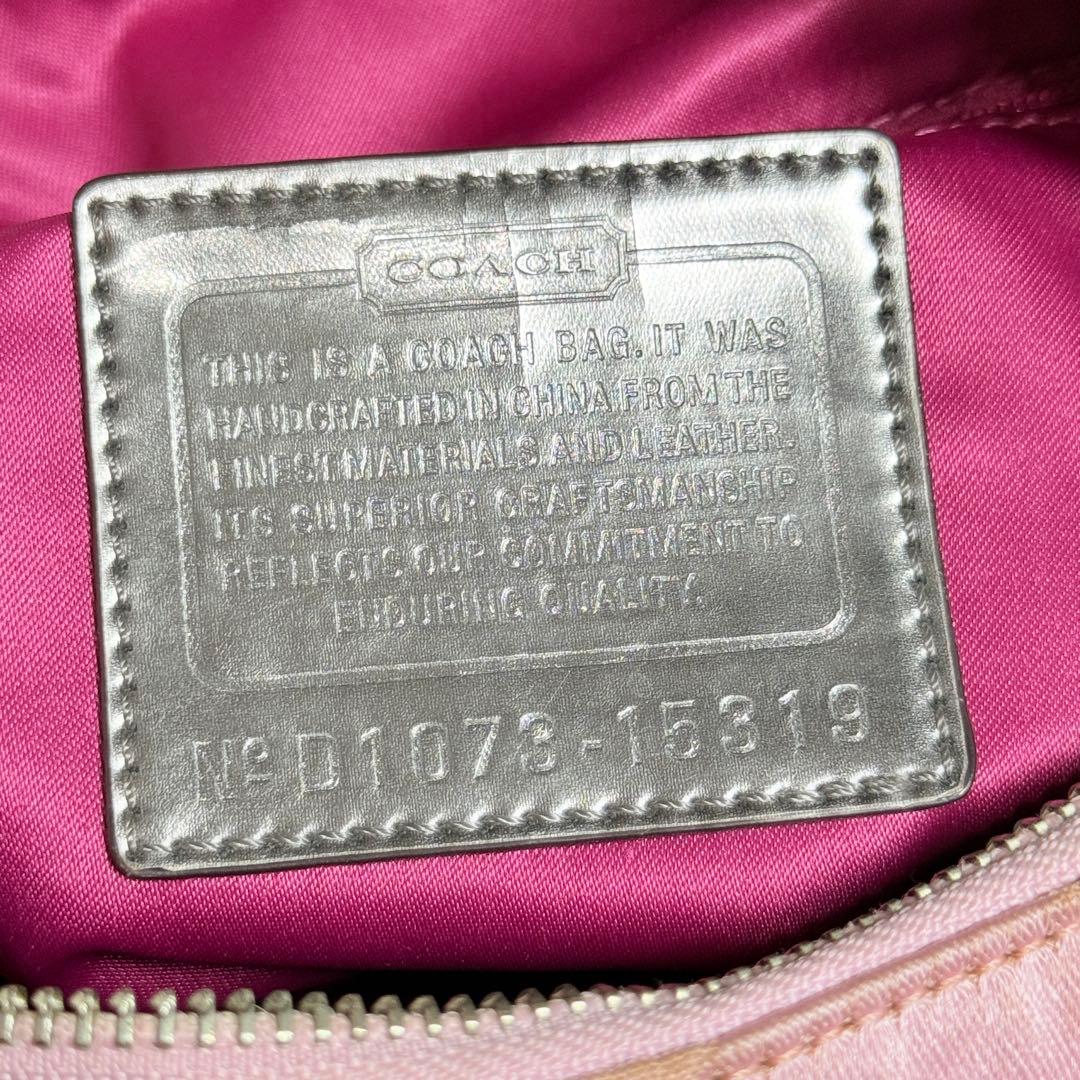 COACH
THIS IS A COACH BAG. IT WAS
HANDCRAFTED IN CHINA FROM THE
FINEST MATERIALS AND LEATHER.
ITS SUPERIOR CRAFTSMANSHIP
REFLECTS OUR COMMITMENT TO
ENDURING QUALITY.
Nº D1073-15319